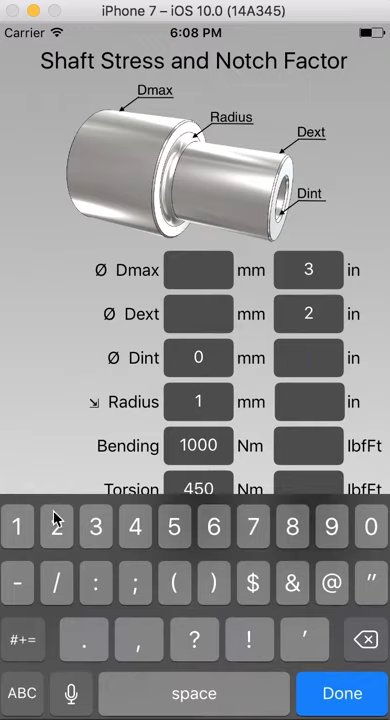 iPhone 7 – iOS 10.0 (14A345)
Carrier 6:08 PM
Shaft Stress and Notch Factor
Dmax
Radius
Dext
Dint
Ø Dmax mm 3 in
Ø Dext mm 2 in
Ø Dint 0 mm in
⇲ Radius 1 mm in
Bending 1000 Nm lbfFt
Torsion 450 Nm lbfFt
1 2 3 4 5 6 7 8 9 0
- / : ; ( ) $ & @ "
#+= . , ? ! ' 
ABC space Done